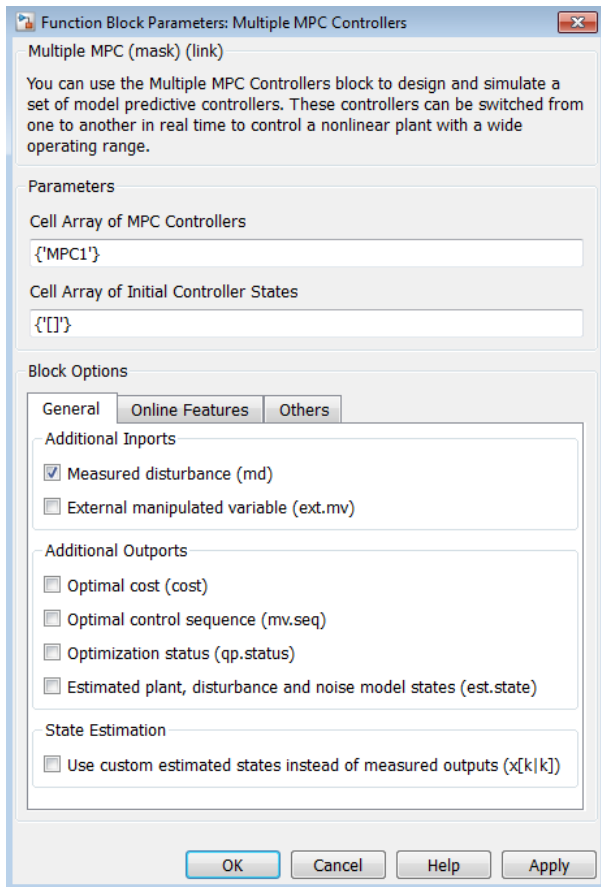 Function Block Parameters: Multiple MPC Controllers
Multiple MPC (mask) (link)
You can use the Multiple MPC Controllers block to design and simulate a
set of model predictive controllers. These controllers can be switched from
one to another in real time to control a nonlinear plant with a wide
operating range.
Parameters
Cell Array of MPC Controllers
{'MPC1'}
Cell Array of Initial Controller States
{'[]'}
Block Options
General Online Features Others
Additional Inports
Measured disturbance (md)
External manipulated variable (ext.mv)
Additional Outports
Optimal cost (cost)
Optimal control sequence (mv.seq)
Optimization status (qp.status)
Estimated plant, disturbance and noise model states (est.state)
State Estimation
Use custom estimated states instead of measured outputs (x[k|k])
OK Cancel Help Apply